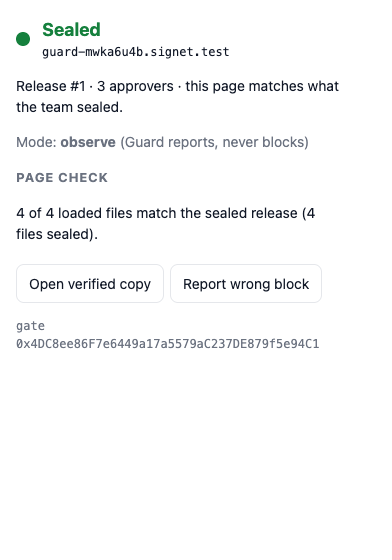 Sealed
guard-mwka6u4b.signet.test
Release #1 · 3 approvers · this page matches what
the team sealed.
Mode: observe (Guard reports, never blocks)
PAGE CHECK
4 of 4 loaded files match the sealed release (4
files sealed).
Open verified copy
Report wrong block
gate
0x4DC8ee86F7e6449a17a5579aC237DE879f5e94C1